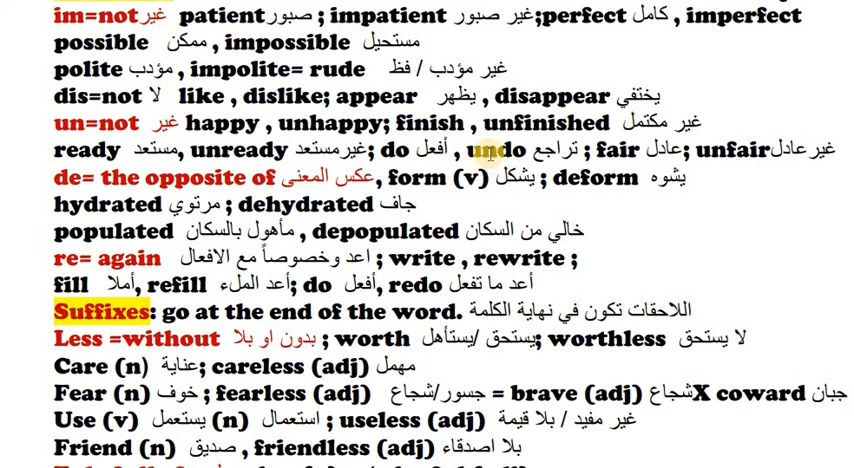 im=not غير patient صبور ; impatient غير صبور;perfect كامل , imperfect
possible ممكن , impossible مستحيل
polite مؤدب , impolite= rude غير مؤدب / فظ
dis=not لا like , dislike; appear يظهر , disappear يختفي
un=not غير happy , unhappy; finish , unfinished غير مكتمل
ready مستعد, unready غيرمستعد; do أفعل , undo تراجع ; fair عادل; unfair غيرعادل
de= the opposite of عكس المعنى, form (v) يشكل ; deform يشوه
hydrated مرتوي ; dehydrated جاف
populated مأهول بالسكان , depopulated خالي من السكان
re= again اعد وخصوصاً مع الافعال ; write , rewrite ;
fill أملا, refill أعد الملء; do أفعل, redo أعد ما تفعل
Suffixes: go at the end of the word. اللاحقات تكون في نهاية الكلمة
Less =without بدون او بلا ; worth يستحق /يستأهل; worthless لا يستحق
Care (n) عناية; careless (adj) مهمل
Fear (n) خوف ; fearless (adj) جسور/شجاع = brave (adj) شجاعX coward جبان
Use (v) يستعمل (n) استعمال ; useless (adj) غير مفيد / بلا قيمة
Friend (n) صديق , friendless (adj) بلا اصدقاء